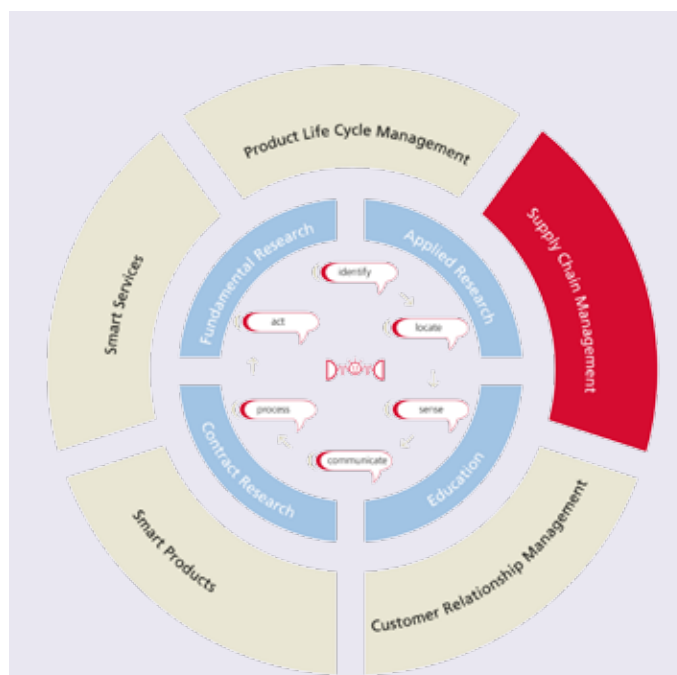 Product Life Cycle Management
Supply Chain Management
Customer Relationship Management
Smart Products
Smart Services
Fundamental Research
Applied Research
Education
Contract Research
identify
locate
sense
communicate
process
act